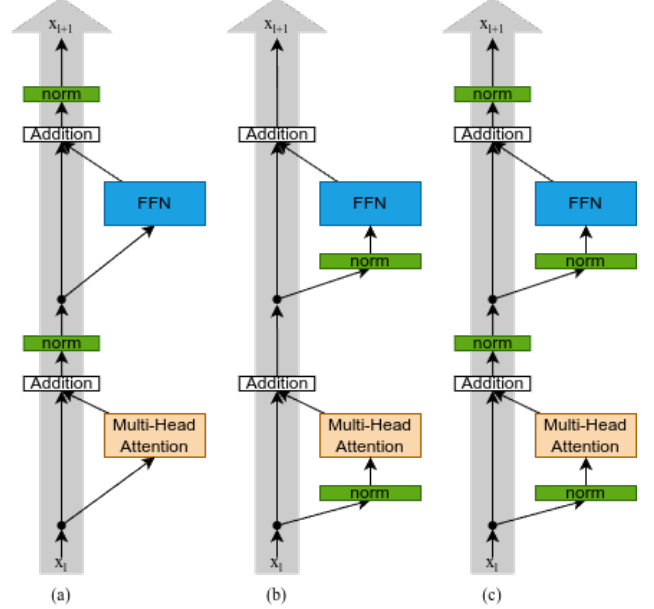 x_{l+1} x_{l+1} x_{l+1}
norm norm
Addition Addition Addition
FFN FFN FFN
norm norm
norm norm
Addition Addition Addition
Multi-Head Multi-Head Multi-Head
Attention Attention Attention
norm norm
x_l x_l x_l
(a) (b) (c)